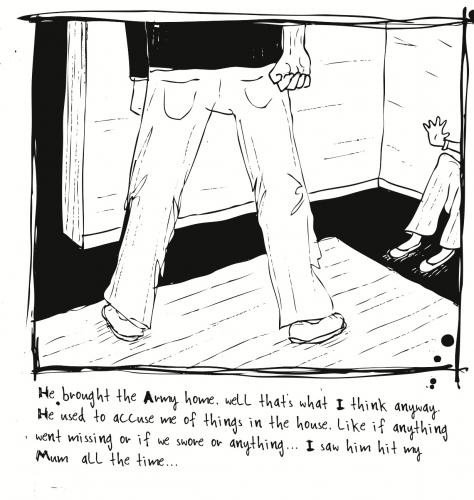 He brought the Army home. well that's what I think anyway.
He used to accuse me of things in the house. Like if anything
went missing or if we swore or anything... I saw him hit my
Mum all the time...